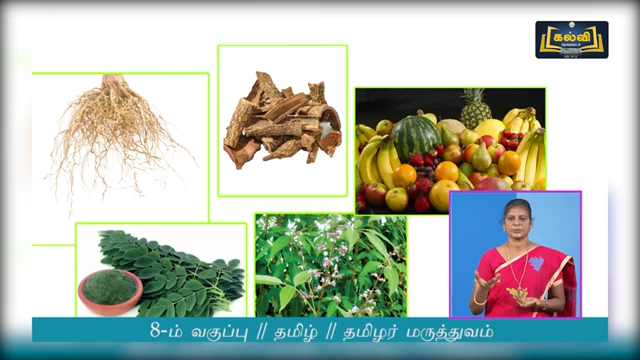 கல்வி
8-ம் வகுப்பு // தமிழ் // தமிழர் மருத்துவம்